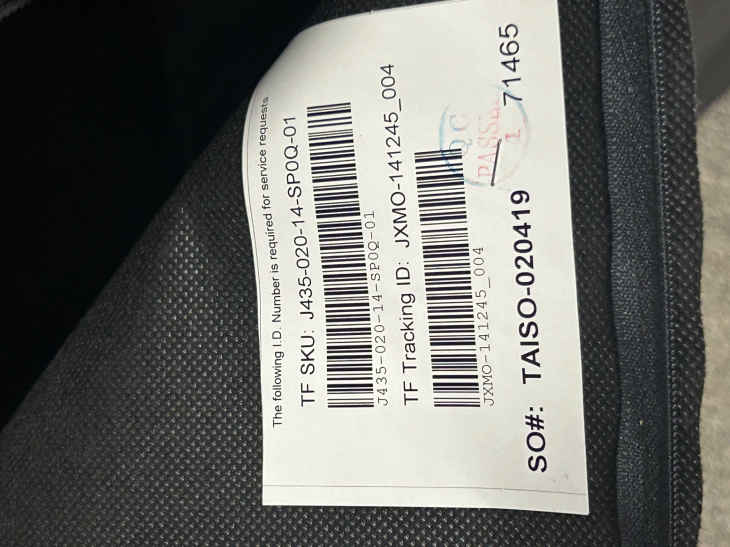 The following I.D. Number is required for service requests
TF SKU: J435-020-14-SP0Q-01
J435-020-14-SP0Q-01
TF Tracking ID: JXMO-141245_004
JXMO-141245_004
QC
PASSED
1
SO#: TAISO-020419 71465